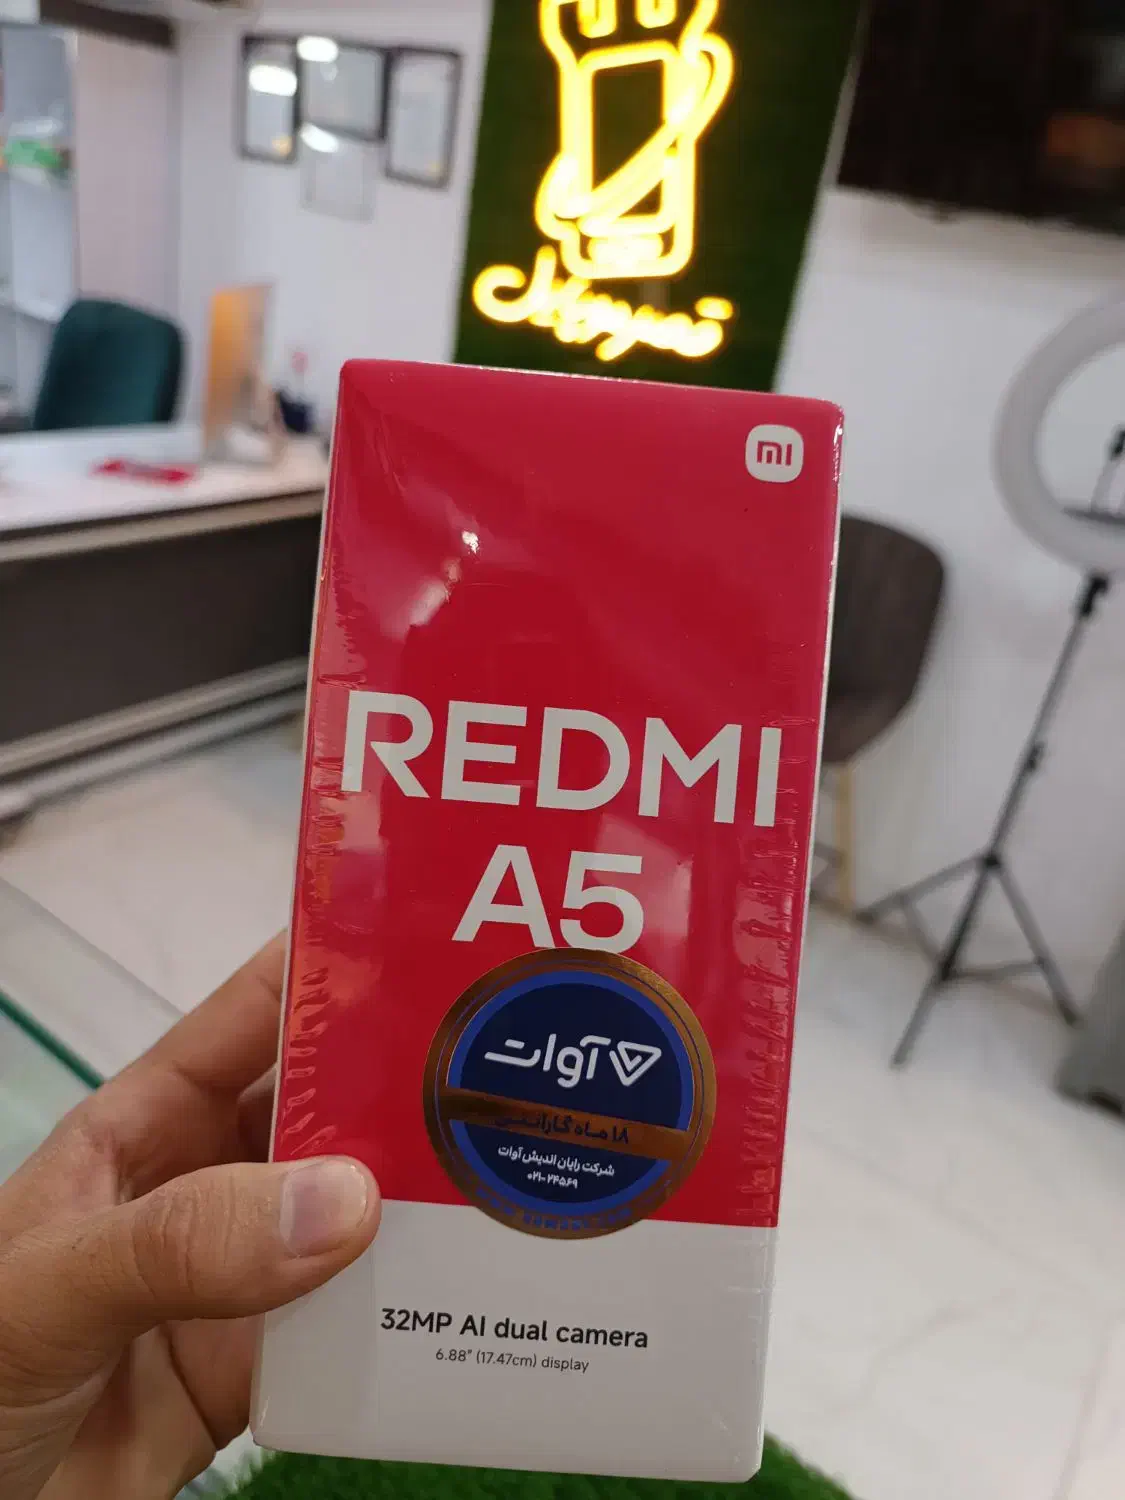 تعمیرات
mi
REDMI
A5
آوات
۱۸ ماه گارانتی
شرکت رایان اندیش آوات
۰۲۱-۲۴۵۶۹
32MP AI dual camera
6.88" (17.47cm) display